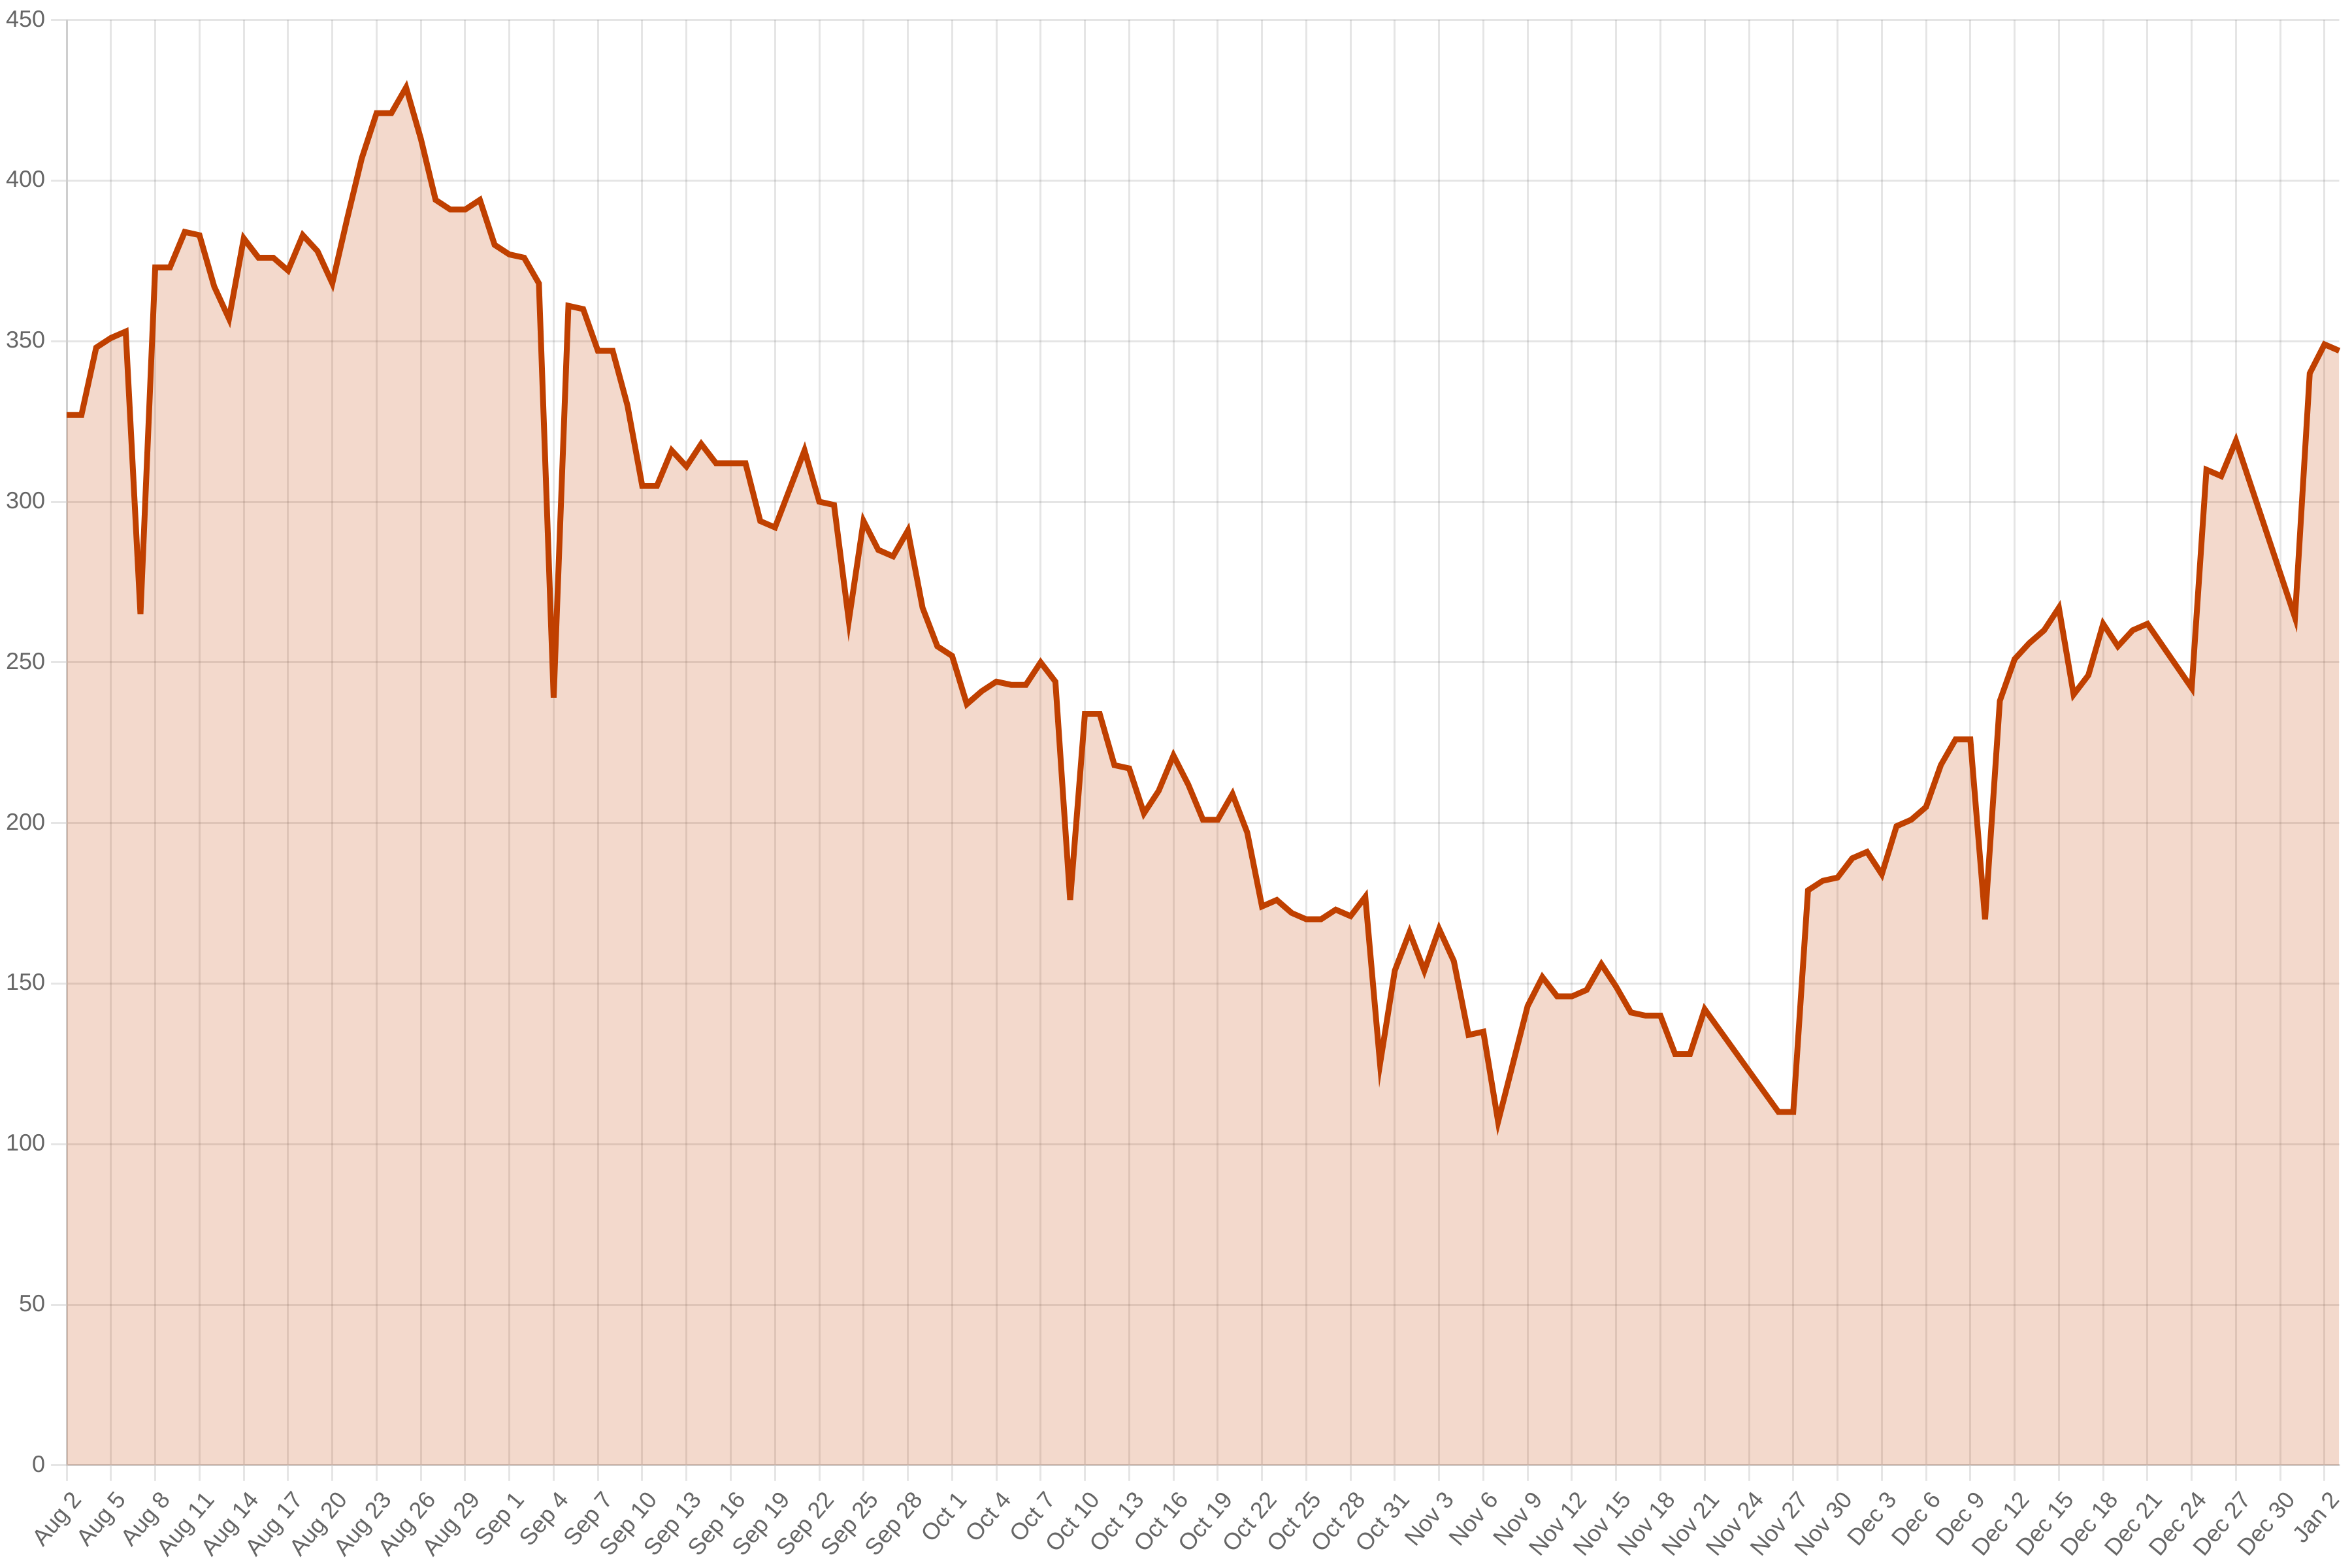 450
400
350
300
250
200
150
100
50
0
Aug 2
Aug 5
Aug 8
Aug 11
Aug 14
Aug 17
Aug 20
Aug 23
Aug 26
Aug 29
Sep 1
Sep 4
Sep 7
Sep 10
Sep 13
Sep 16
Sep 19
Sep 22
Sep 25
Sep 28
Oct 1
Oct 4
Oct 7
Oct 10
Oct 13
Oct 16
Oct 19
Oct 22
Oct 25
Oct 28
Oct 31
Nov 3
Nov 6
Nov 9
Nov 12
Nov 15
Nov 18
Nov 21
Nov 24
Nov 27
Nov 30
Dec 3
Dec 6
Dec 9
Dec 12
Dec 15
Dec 18
Dec 21
Dec 24
Dec 27
Dec 30
Jan 2